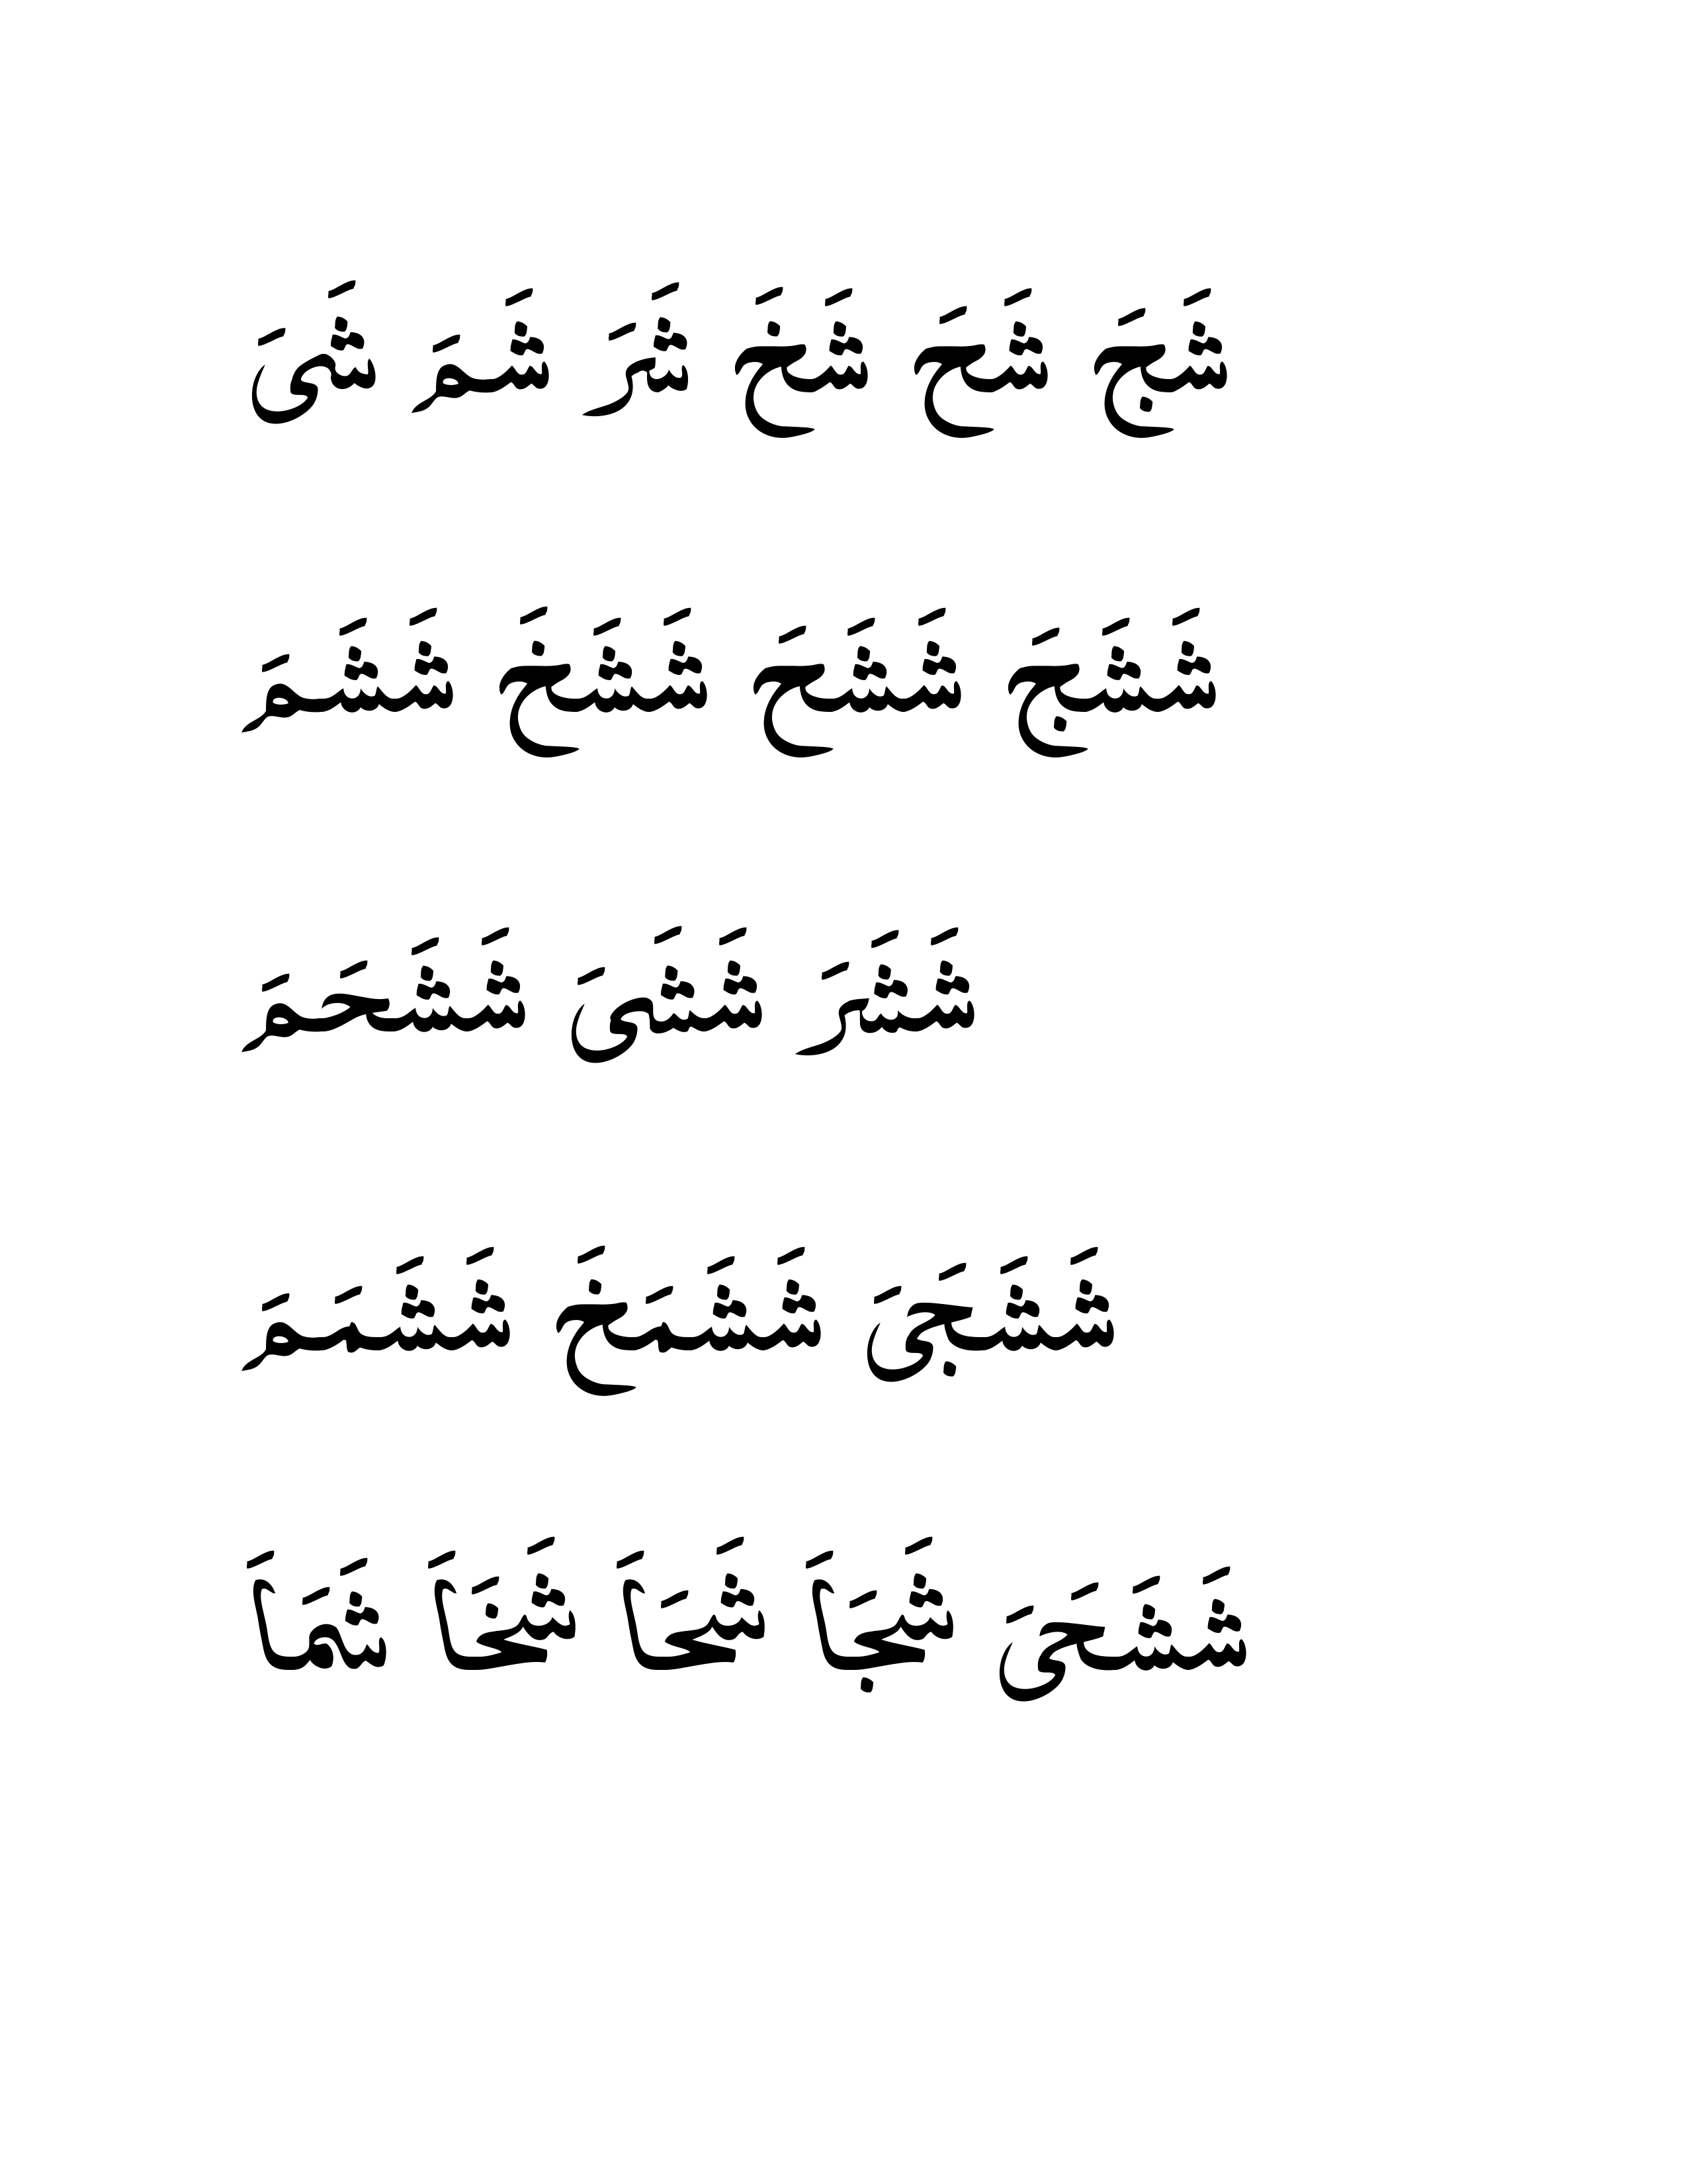 شَجَ شَحَ شَخَ شَرَ شَمَ شَىَ
شَشَجَ شَشَحَ شَشَخَ شَشَمَ
شَشَرَ شَشَىَ شَشَحَمَ
شَشَجَىَ شَشَمَخَ شَشَمَمَ
شَشَحَىَ شَجَاَ شَحَاَ شَخَاَ شَمَاَ